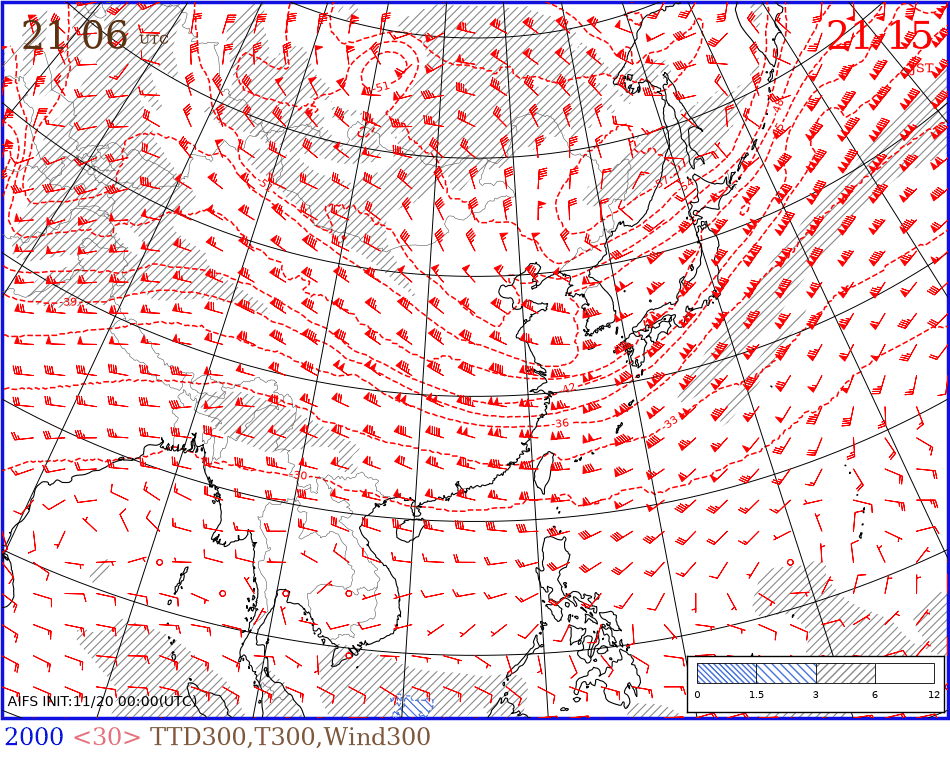 21 06 UTC
21 15 JST
-51
-39
-42
-36
-33
-30
AIFS INIT:11/20 00:00(UTC)
0 1.5 3 6 12
2000 <30> TTD300,T300,Wind300